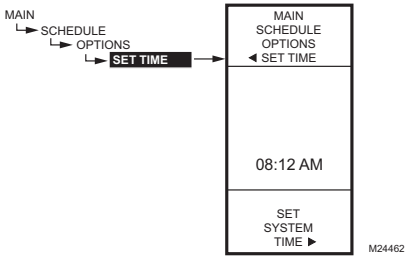 MAIN
SCHEDULE
OPTIONS
SET TIME
MAIN
SCHEDULE
OPTIONS
◄ SET TIME
08:12 AM
SET
SYSTEM
TIME ►
M24462